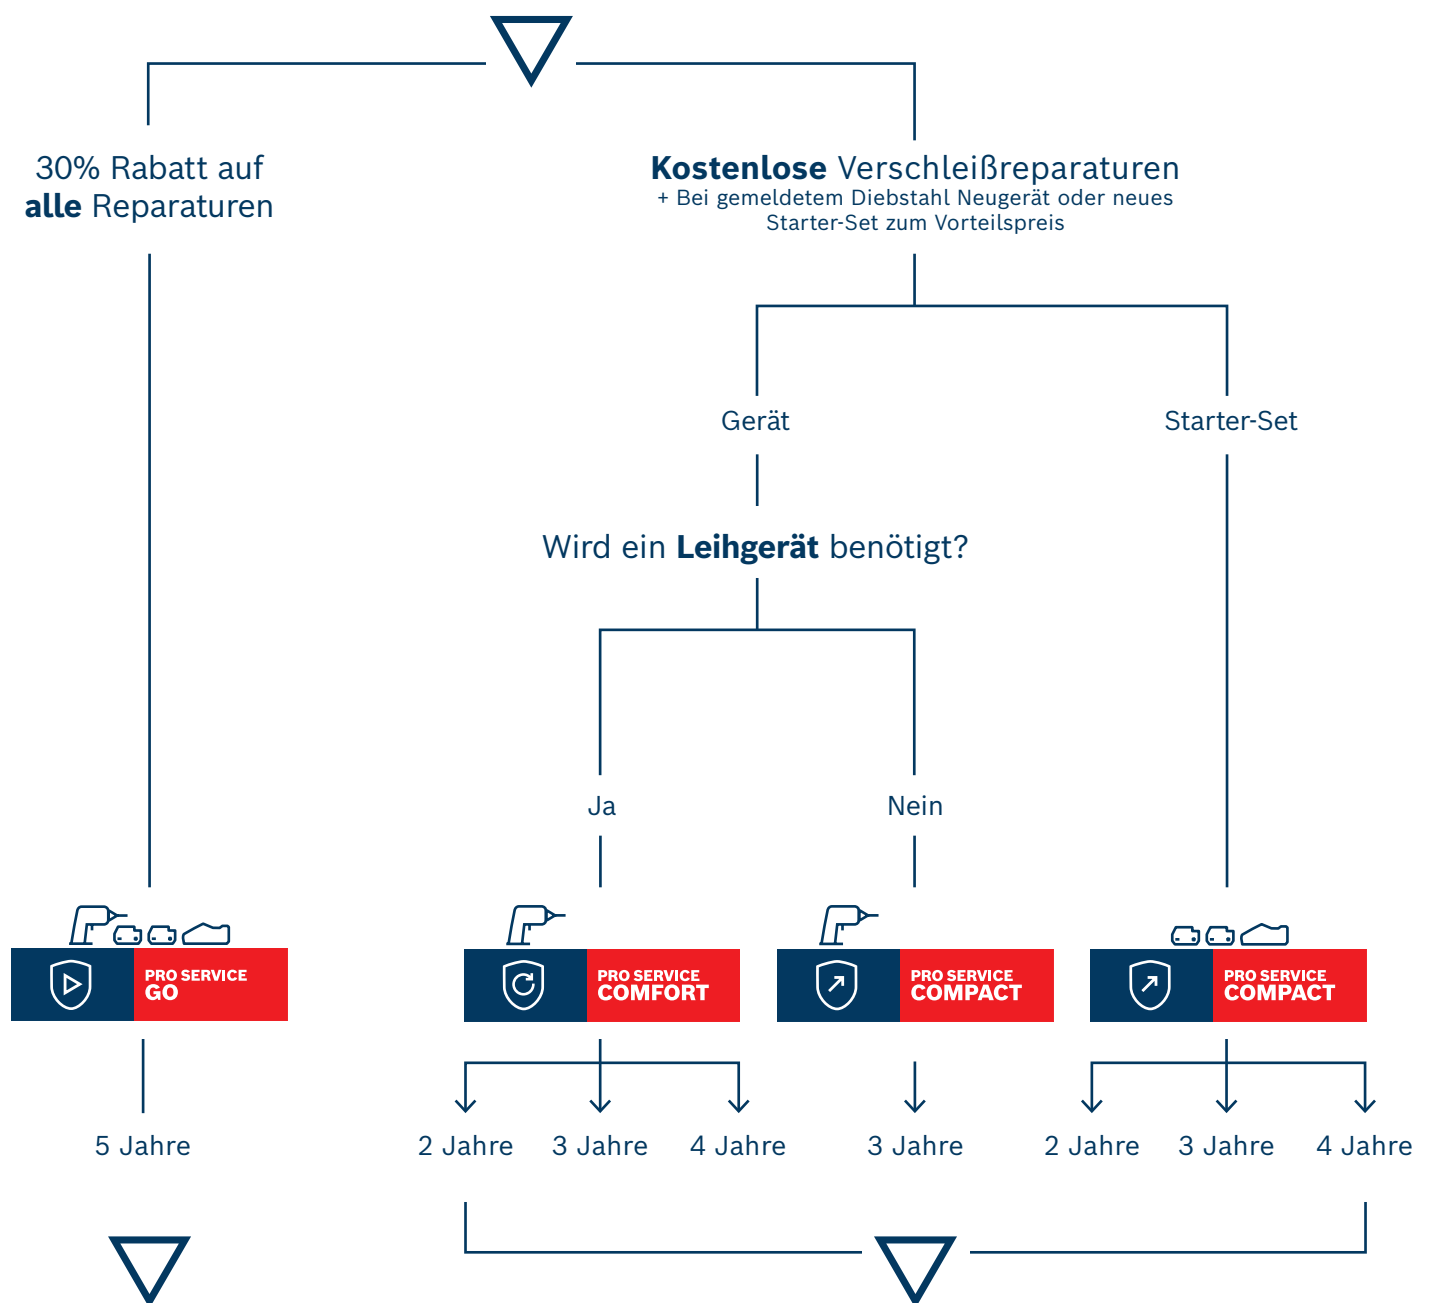 30% Rabatt auf
alle Reparaturen
Kostenlose Verschleißreparaturen
+ Bei gemeldetem Diebstahl Neugerät oder neues
Starter-Set zum Vorteilspreis
Gerät
Starter-Set
Wird ein Leihgerät benötigt?
Ja
Nein
PRO SERVICE
GO
PRO SERVICE
COMFORT
PRO SERVICE
COMPACT
PRO SERVICE
COMPACT
5 Jahre
2 Jahre
3 Jahre
4 Jahre
3 Jahre
2 Jahre
3 Jahre
4 Jahre